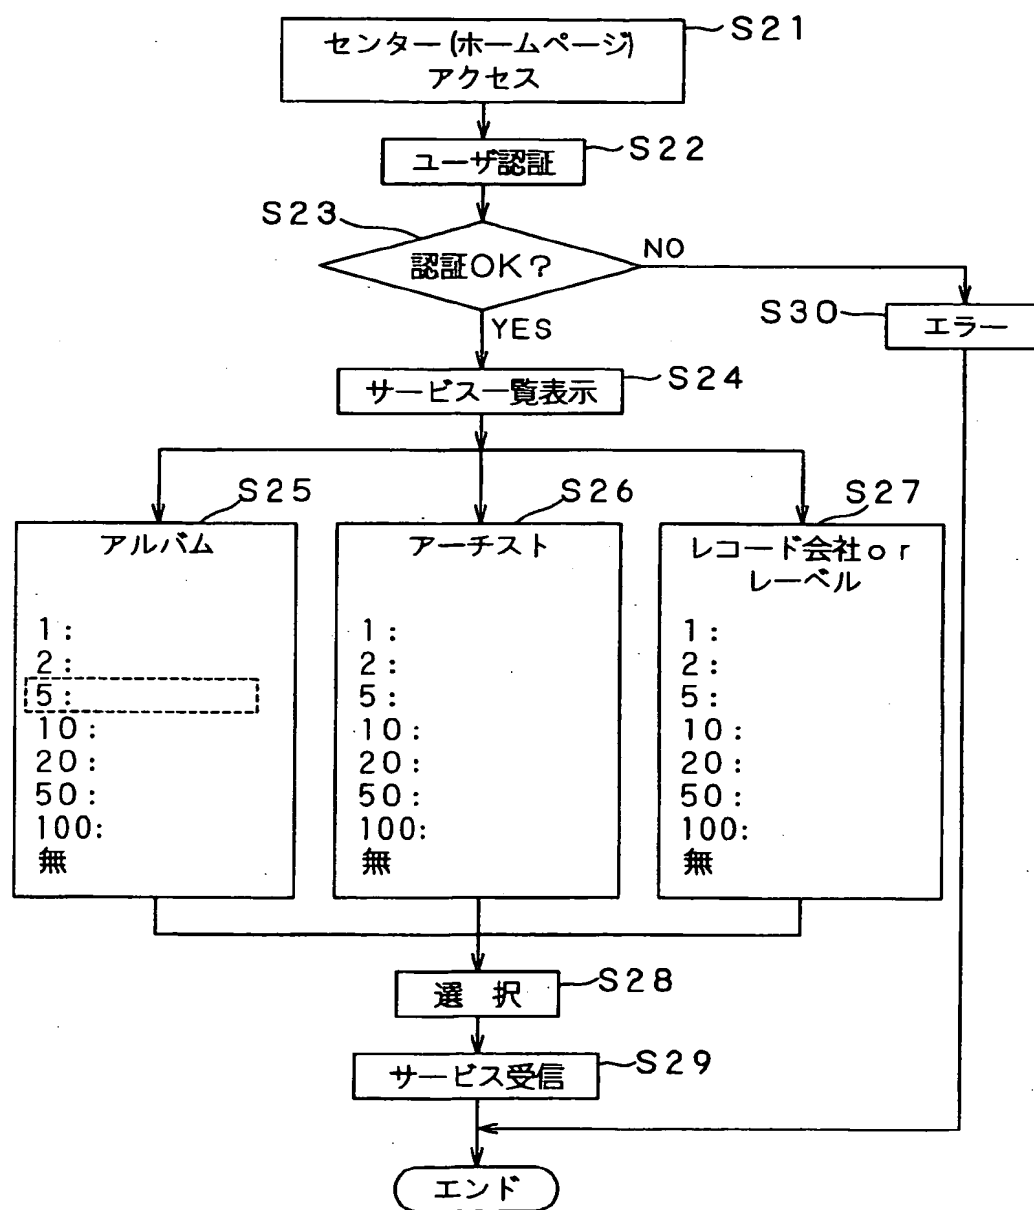 センター(ホームページ)
アクセス
S21
ユーザ認証
S22
S23
認証OK?
NO
YES
S30
エラー
サービス一覧表示
S24
S25
アルバム
1:
2:
5:
10:
20:
50:
100:
無
S26
アーチスト
1:
2:
5:
10:
20:
50:
100:
無
S27
レコード会社or
レーベル
1:
2:
5:
10:
20:
50:
100:
無
選 択
S28
サービス受信
S29
エンド